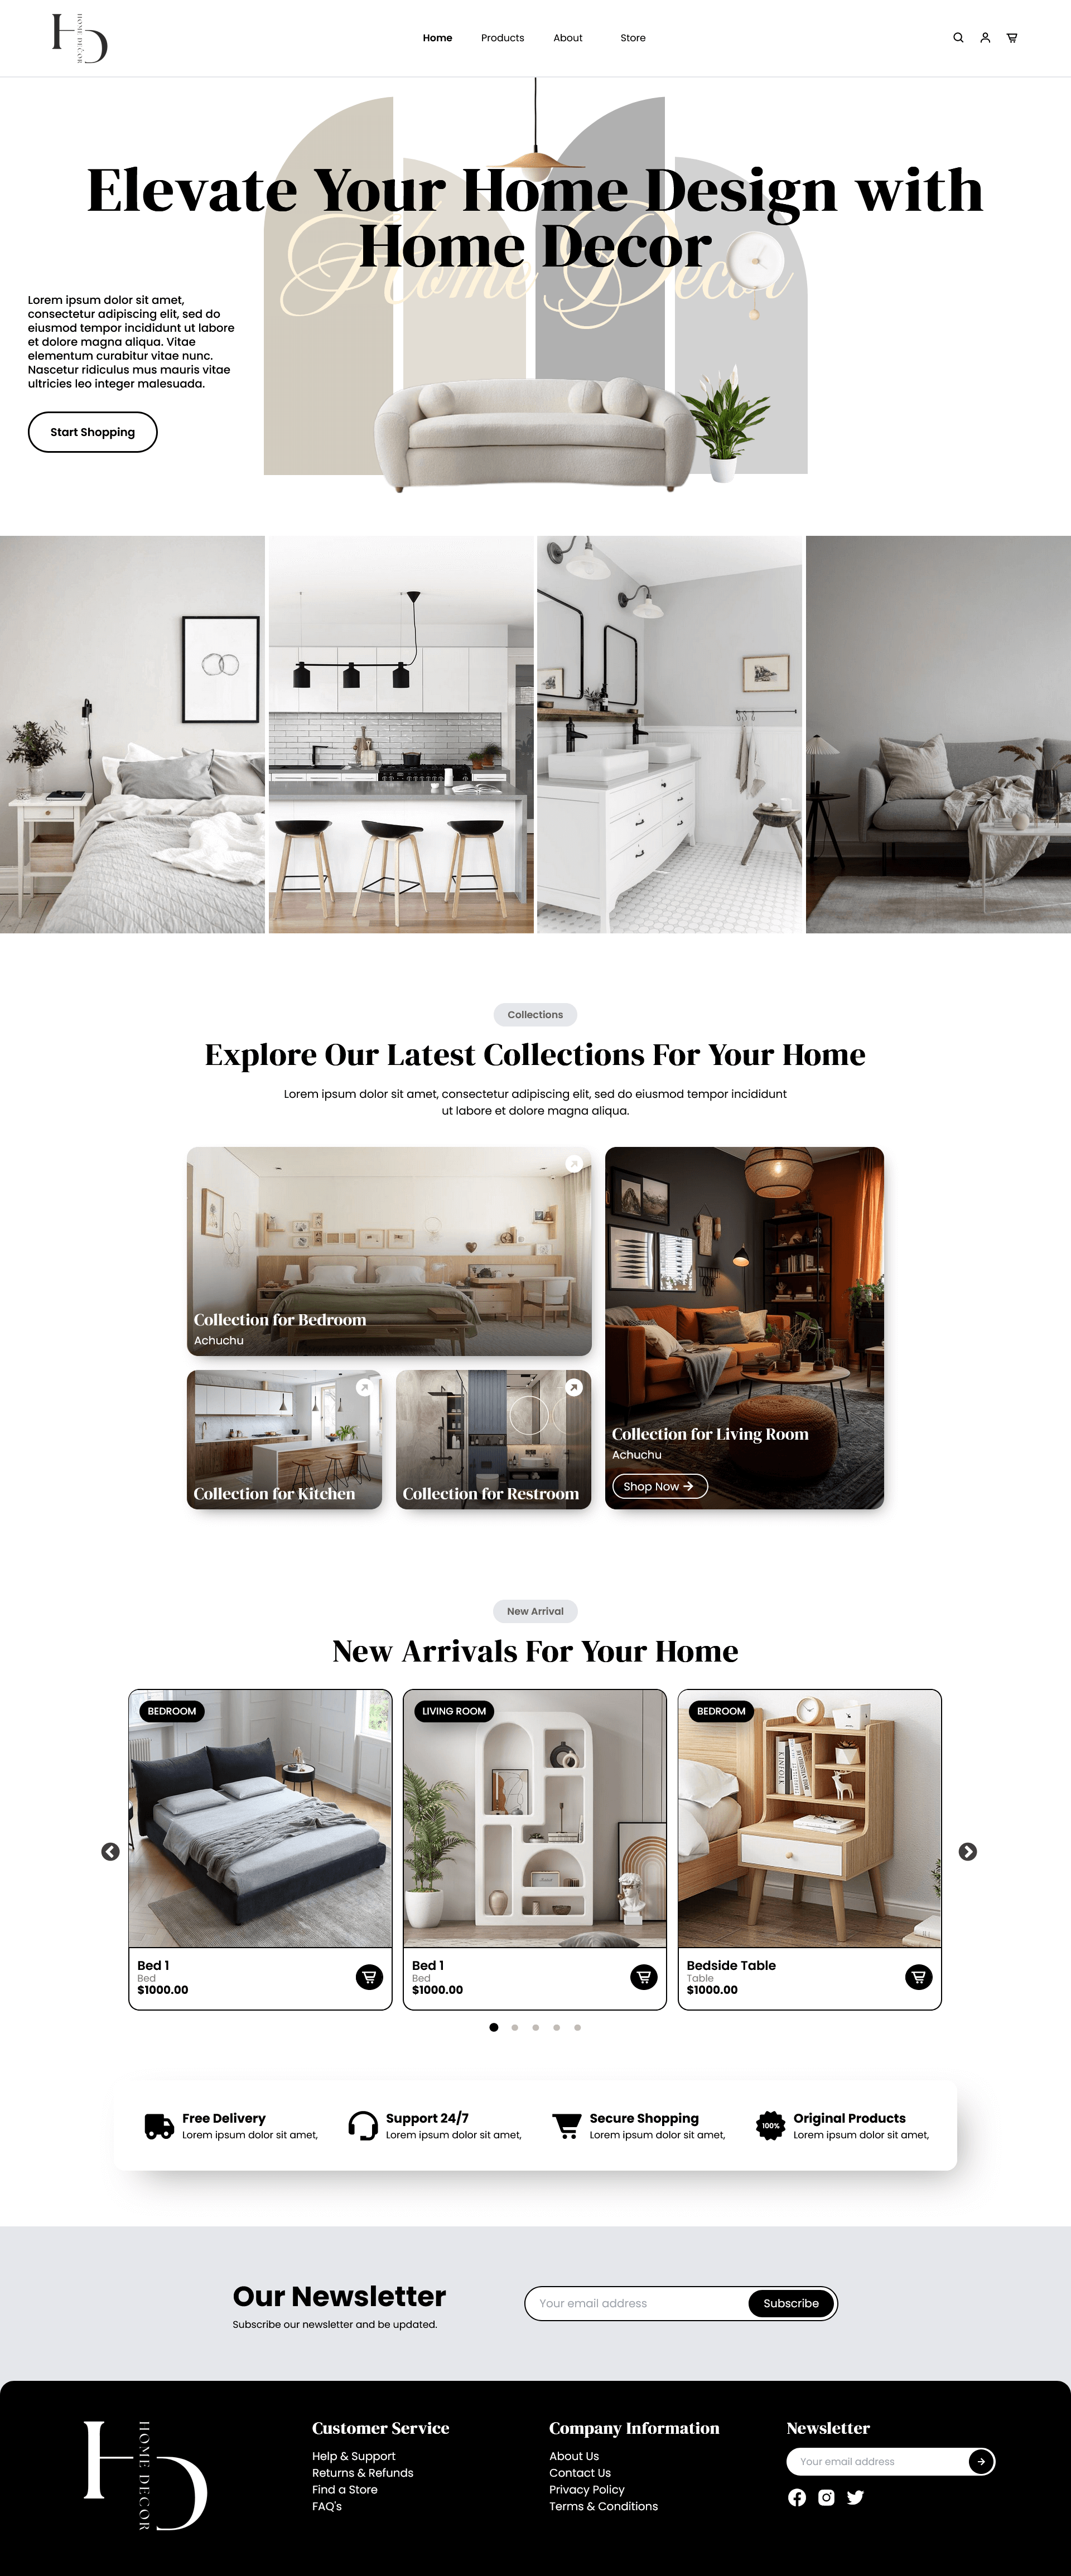 HOME DECOR
Home Products About Store
Elevate Your Home Design with
Home Decor
Home Decor
Lorem ipsum dolor sit amet,
consectetur adipiscing elit, sed do
eiusmod tempor incididunt ut labore
et dolore magna aliqua. Vitae
elementum curabitur vitae nunc.
Nascetur ridiculus mus mauris vitae
ultricies leo integer malesuada.
Start Shopping
Collections
Explore Our Latest Collections For Your Home
Lorem ipsum dolor sit amet, consectetur adipiscing elit, sed do eiusmod tempor incididunt
ut labore et dolore magna aliqua.
Collection for Bedroom
Achuchu
Collection for Kitchen
Collection for Restroom
Collection for Living Room
Achuchu
Shop Now
New Arrival
New Arrivals For Your Home
BEDROOM
LIVING ROOM
BEDROOM
KINFOLK
Bed 1
Bed
$1000.00
Bed 1
Bed
$1000.00
Bedside Table
Table
$1000.00
Free Delivery
Lorem ipsum dolor sit amet,
Support 24/7
Lorem ipsum dolor sit amet,
Secure Shopping
Lorem ipsum dolor sit amet,
100%
Original Products
Lorem ipsum dolor sit amet,
Our Newsletter
Subscribe our newsletter and be updated.
Your email address
Subscribe
HOME DECOR
Customer Service
Help & Support
Returns & Refunds
Find a Store
FAQ's
Company Information
About Us
Contact Us
Privacy Policy
Terms & Conditions
Newsletter
Your email address